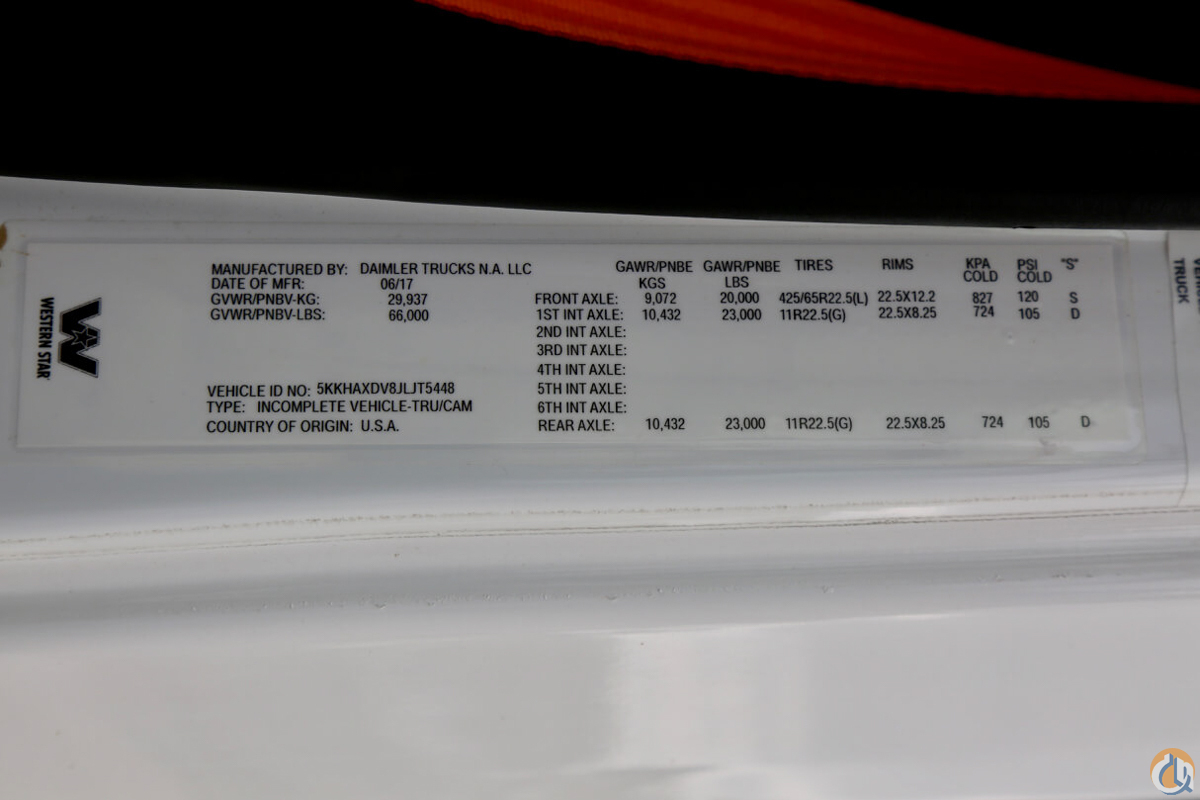 WESTERN STAR
MANUFACTURED BY: DAIMLER TRUCKS N.A. LLC
DATE OF MFR: 06/17
GVWR/PNBV-KG: 29,937
GVWR/PNBV-LBS: 66,000
VEHICLE ID NO: 5KKHAXDV8JLJT5448
TYPE: INCOMPLETE VEHICLE-TRU/CAM
COUNTRY OF ORIGIN: U.S.A.
GAWR/PNBE GAWR/PNBE TIRES RIMS KPA PSI "S"
KGS LBS COLD COLD
FRONT AXLE: 9,072 20,000 425/65R22.5(L) 22.5X12.2 827 120 S
1ST INT AXLE: 10,432 23,000 11R22.5(G) 22.5X8.25 724 105 D
2ND INT AXLE:
3RD INT AXLE:
4TH INT AXLE:
5TH INT AXLE:
6TH INT AXLE:
REAR AXLE: 10,432 23,000 11R22.5(G) 22.5X8.25 724 105 D
TRUCK